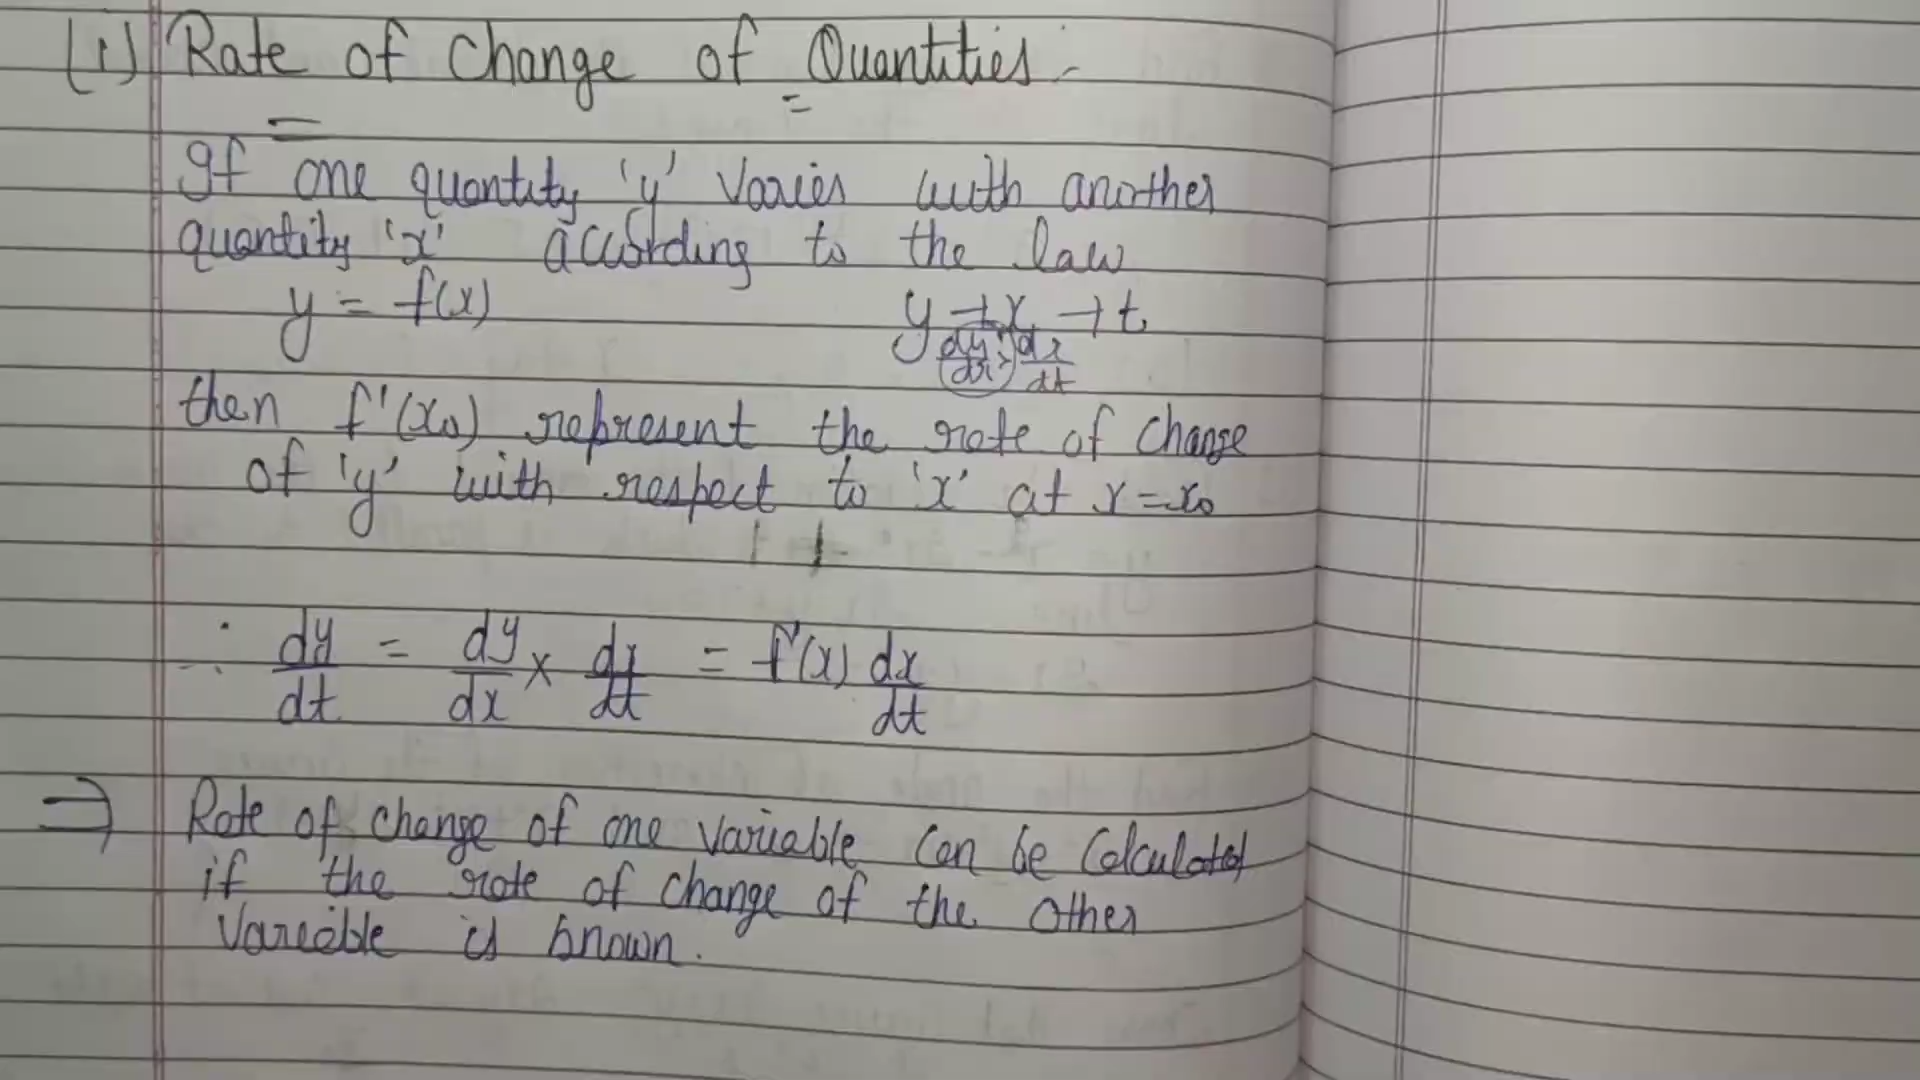 (1) Rate of Change of Quantities :-
If one quantity 'y' varies with another
quantity 'x' according to the law
y = f(x) y → x → t
dy/dx × dx/dt
then f'(x₀) represent the rate of change
of 'y' with respect to 'x' at x = x₀
∴ dy/dt = dy/dx × dx/dt = f'(x) dx/dt
⇒ Rate of change of one variable can be calculated
if the rate of change of the other
variable is known.